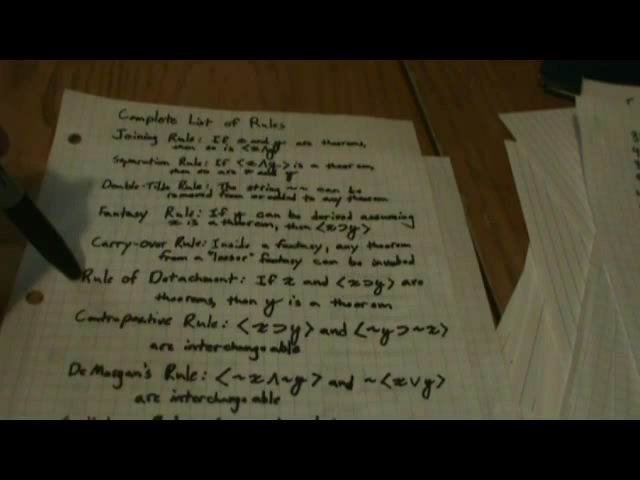 Complete List of Rules
Joining Rule: If x and y are theorems,
then so is <x∧y>
Separation Rule: If <x∧y> is a theorem,
then so are x and y
Double-Tilde Rule: The string ~~ can be
removed from or added to any theorem
Fantasy Rule: If y can be derived assuming
x is a theorem, then <x⊃y>
Carry-over Rule: Inside a fantasy, any theorem
from a "lesser" fantasy can be invoked
Rule of Detachment: If x and <x⊃y> are
theorems, then y is a theorem
Contrapositive Rule: <x⊃y> and <~y⊃~x>
are interchangeable
De Morgan's Rule: <~x∧~y> and ~<x∨y>
are interchangeable